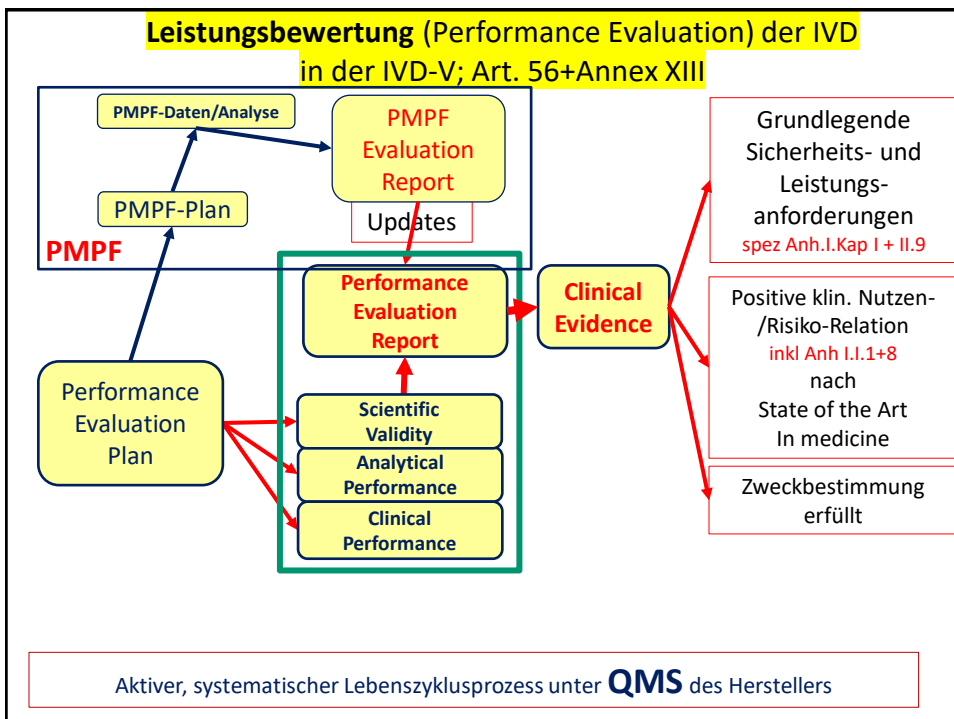 Leistungsbewertung (Performance Evaluation) der IVD
in der IVD-V; Art. 56+Annex XIII
PMPF-Daten/Analyse
PMPF
Evaluation
Report
PMPF-Plan
Updates
PMPF
Performance
Evaluation
Report
Clinical
Evidence
Performance
Evaluation
Plan
Scientific
Validity
Analytical
Performance
Clinical
Performance
Grundlegende
Sicherheits- und
Leistungs-
anforderungen
spez Anh.I.Kap I + II.9
Positive klin. Nutzen-
/Risiko-Relation
inkl Anh I.I.1+8
nach
State of the Art
In medicine
Zweckbestimmung
erfüllt
Aktiver, systematischer Lebenszyklusprozess unter QMS des Herstellers